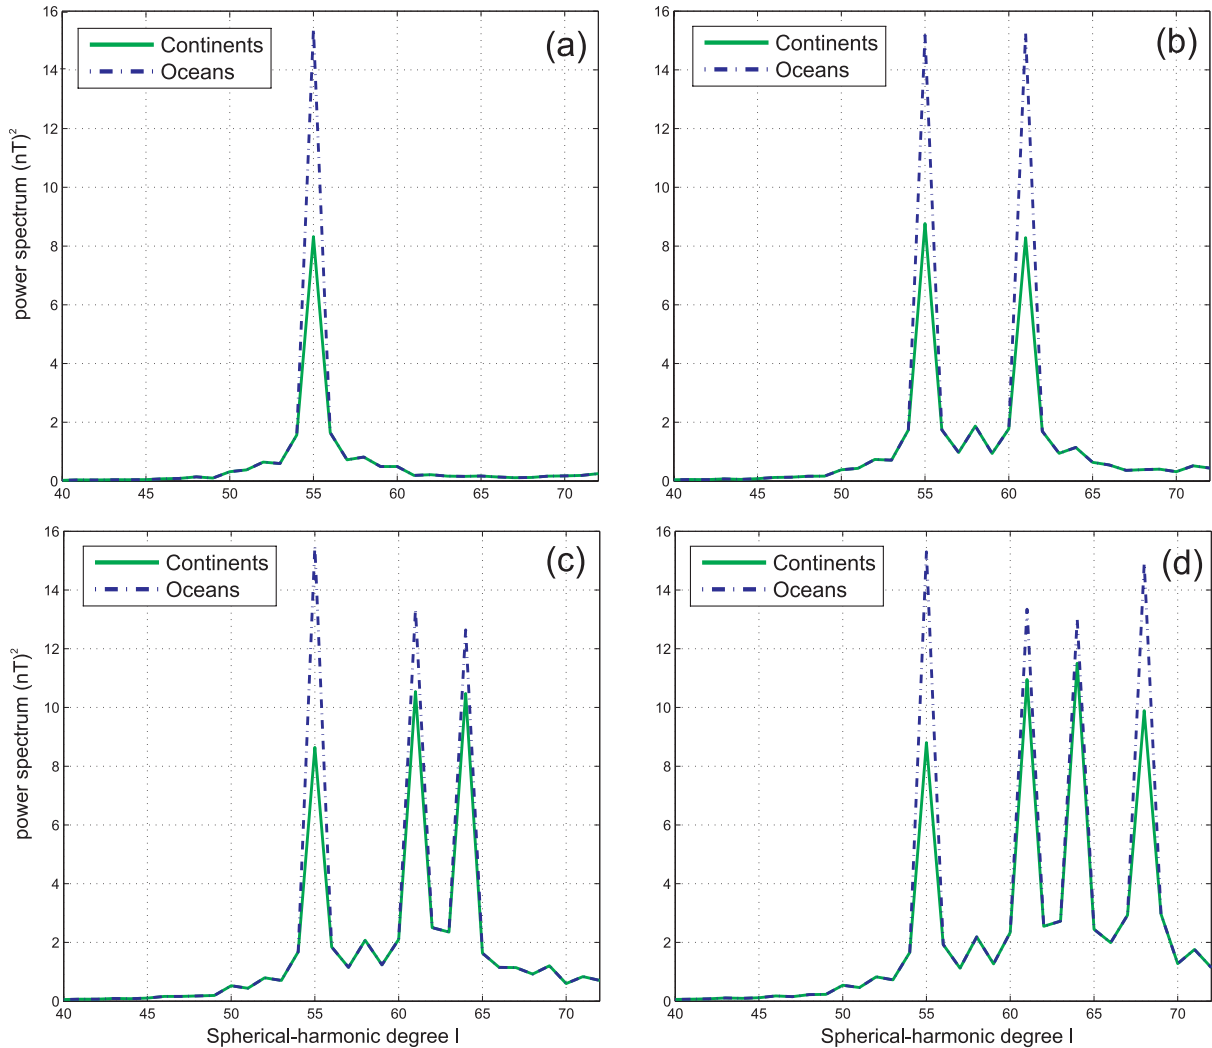 16
14
12
10
8
6
4
2
0
power spectrum (nT)²
Continents
Oceans
(a)
40 45 50 55 60 65 70
16
14
12
10
8
6
4
2
0
Continents
Oceans
(b)
40 45 50 55 60 65 70
16
14
12
10
8
6
4
2
0
power spectrum (nT)²
Continents
Oceans
(c)
40 45 50 55 60 65 70
Spherical-harmonic degree l
16
14
12
10
8
6
4
2
0
Continents
Oceans
(d)
40 45 50 55 60 65 70
Spherical-harmonic degree l